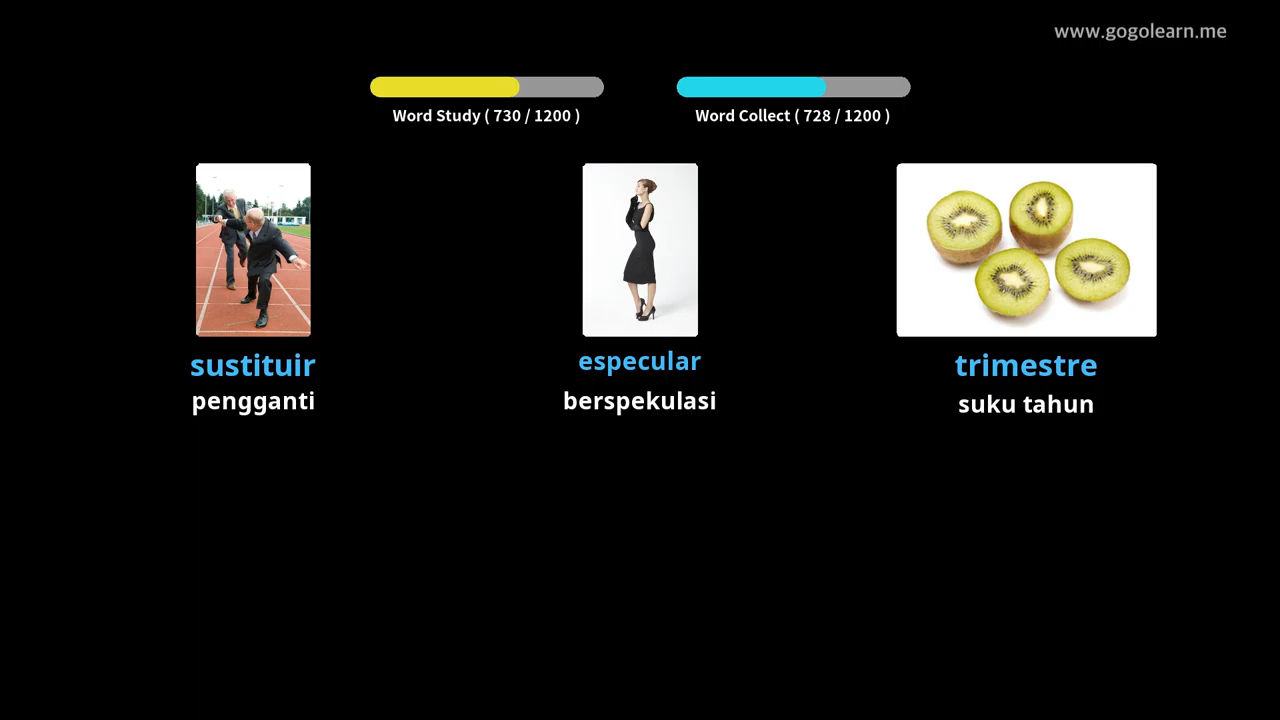 www.gogolearn.me
Word Study ( 730 / 1200 )
Word Collect ( 728 / 1200 )
sustituir
pengganti
especular
berspekulasi
trimestre
suku tahun